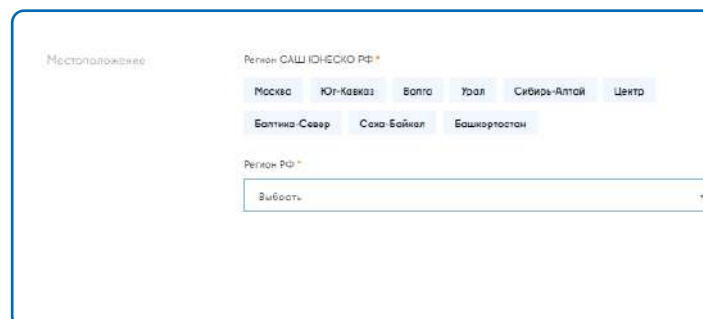 Местоположение
Регион САШ ЮНЕСКО РФ *
Москва Юг-Кавказ Волга Урал Сибирь-Алтай Центр
Балтика-Север Саха-Байкал Башкортостан
Регион РФ *
Выбрать